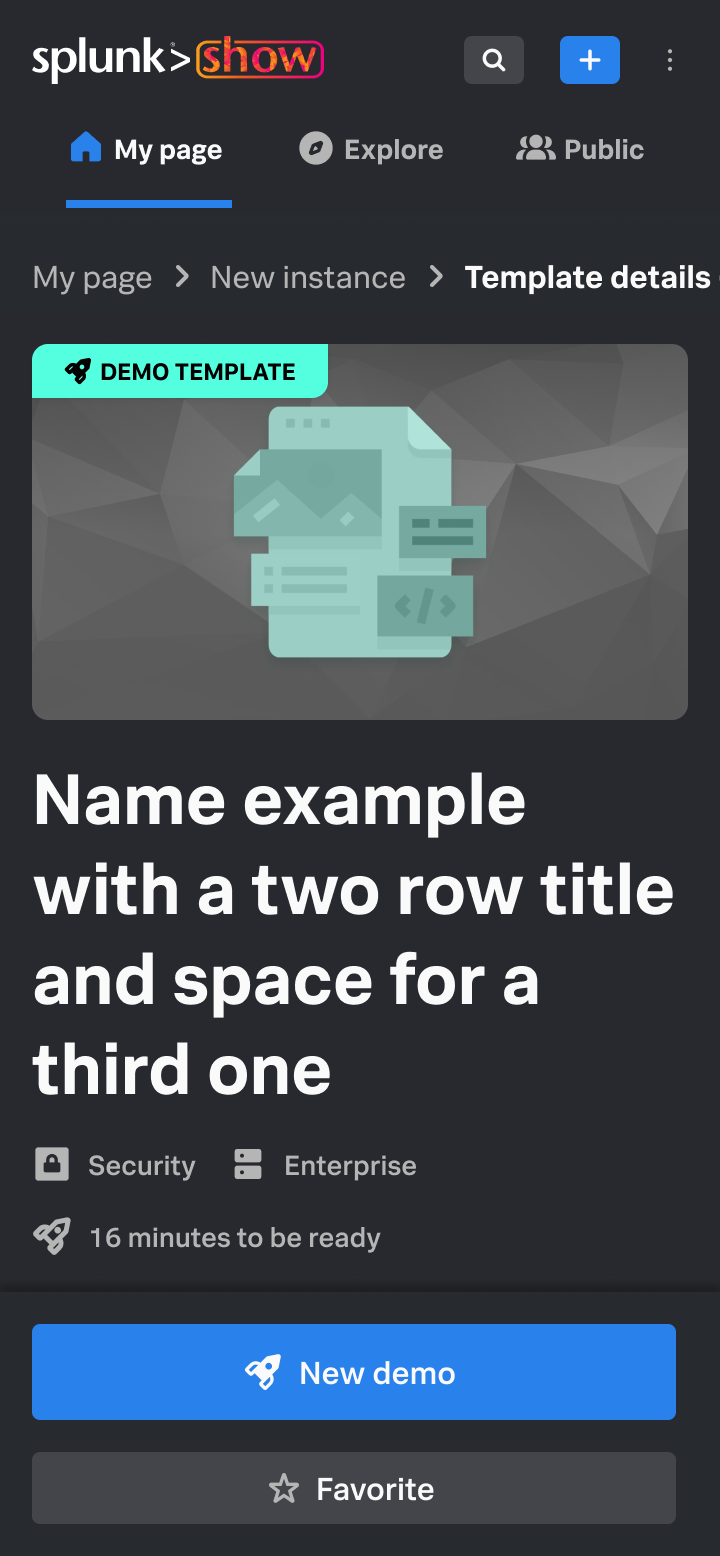 splunk> show
My page Explore Public
My page > New instance > Template details
DEMO TEMPLATE
Name example
with a two row title
and space for a
third one
Security Enterprise
16 minutes to be ready
New demo
Favorite